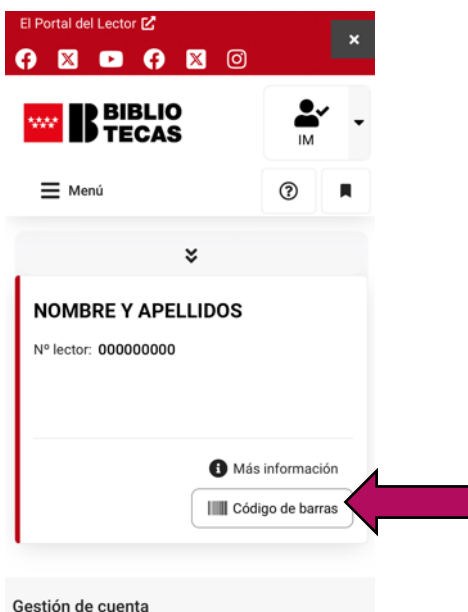 El Portal del Lector
BIBLIO
TECAS
IM
Menú
NOMBRE Y APELLIDOS
Nº lector: 000000000
Más información
Código de barras
Gestión de cuenta